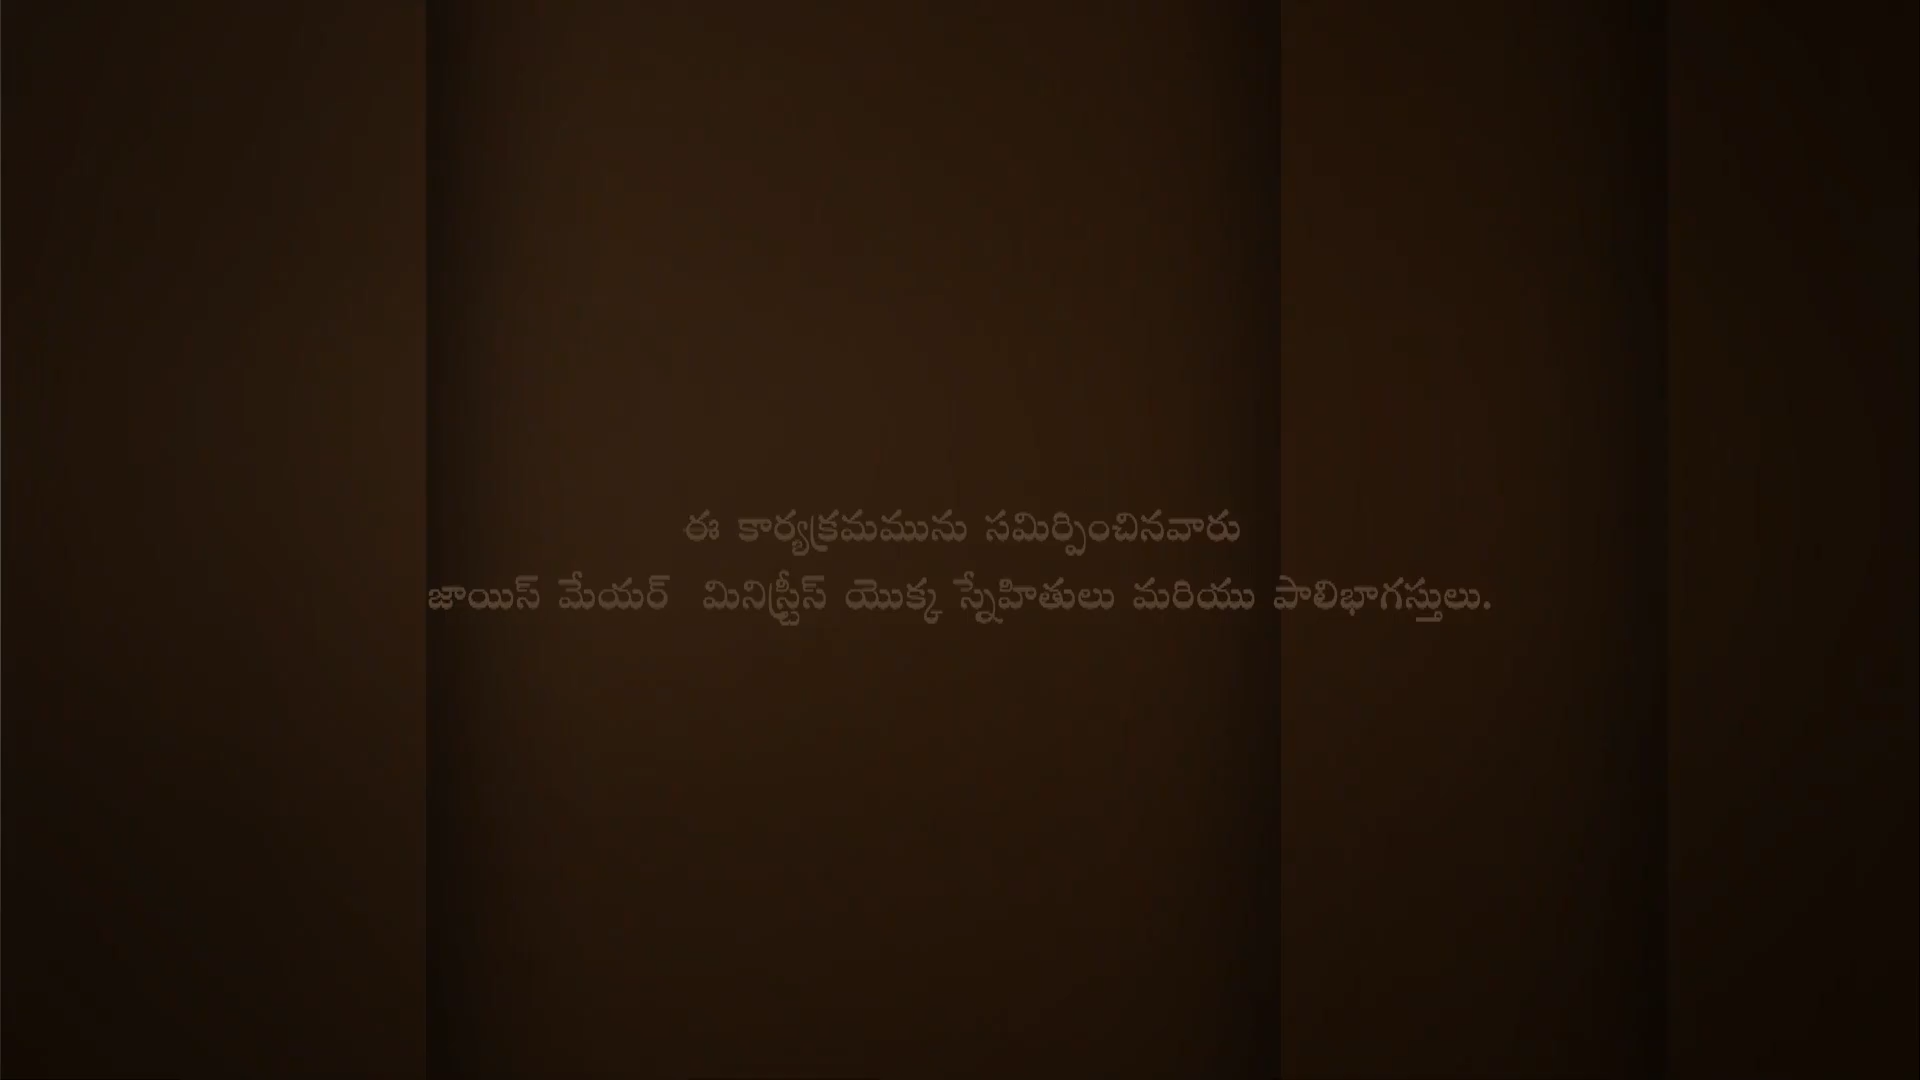 ఈ కార్యక్రమమును సమిర్పించినవారు
జాయిస్ మేయర్ మినిస్ట్రీస్ యొక్క స్నేహితులు మరియు పాలిభాగస్తులు.